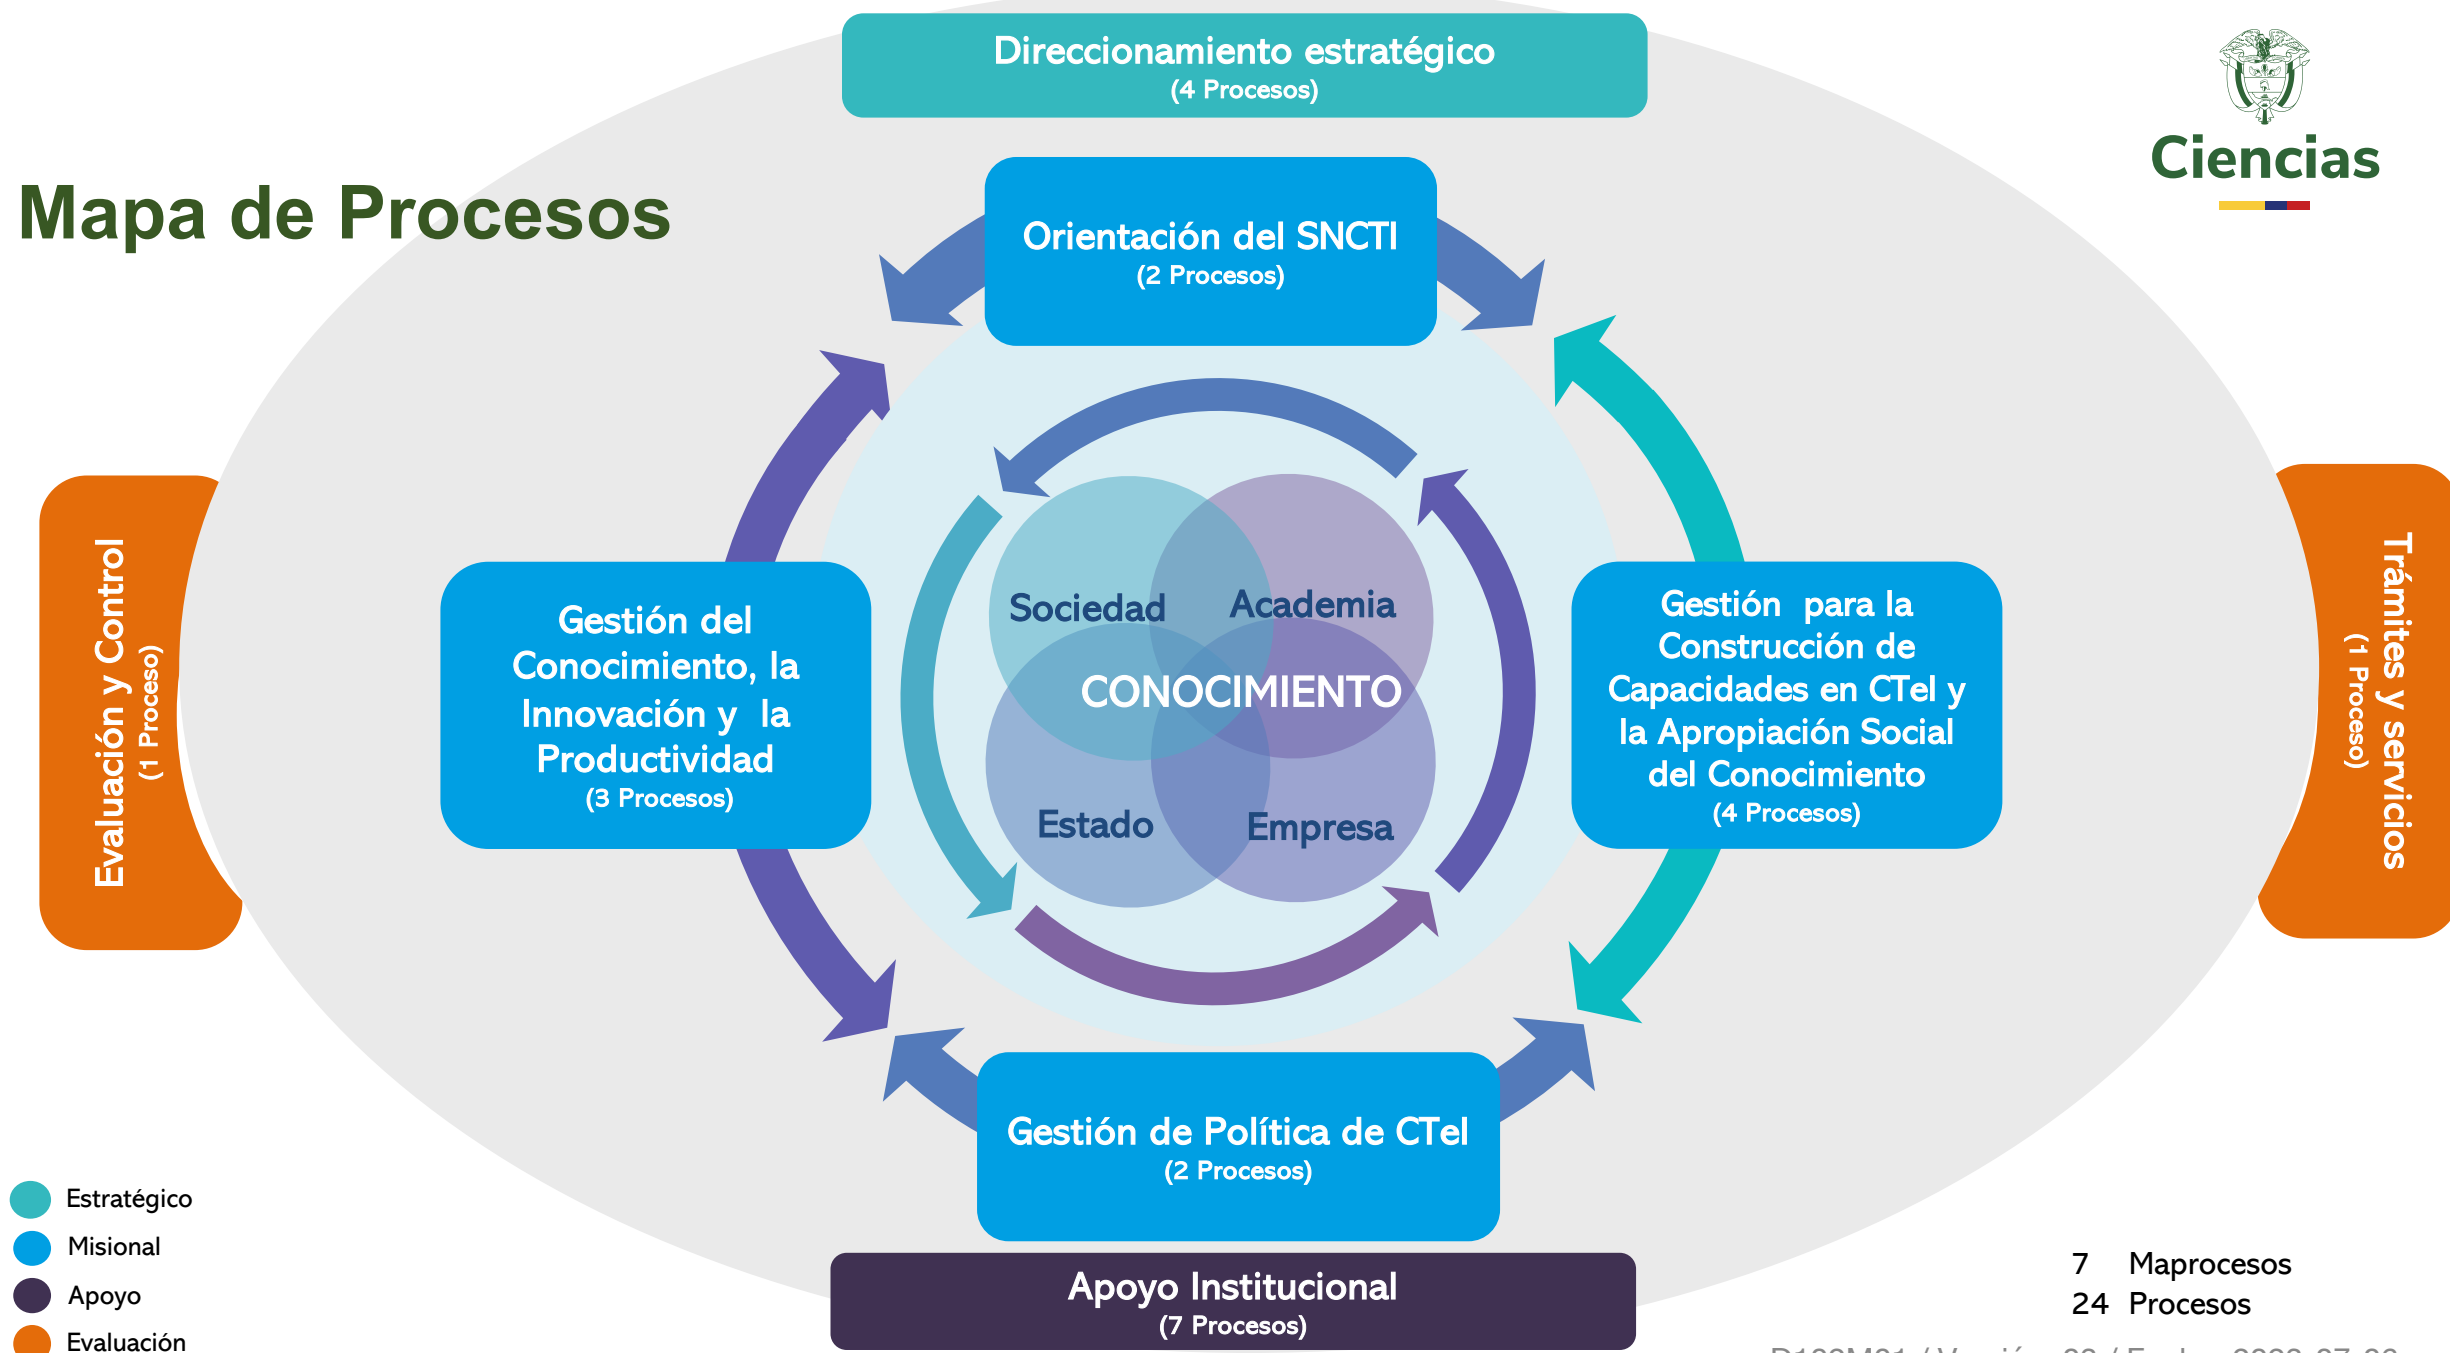 Direccionamiento estratégico
(4 Procesos)
Ciencias
Mapa de Procesos
Orientación del SNCTI
(2 Procesos)
Evaluación y Control
(1 Proceso)
Gestión del
Conocimiento, la
Innovación y la
Productividad
(3 Procesos)
Sociedad
Academia
CONOCIMIENTO
Estado
Empresa
Gestión para la
Construcción de
Capacidades en CTeI y
la Apropiación Social
del Conocimiento
(4 Procesos)
Trámites y servicios
(1 Proceso)
Gestión de Política de CTeI
(2 Procesos)
Apoyo Institucional
(7 Procesos)
Estratégico
Misional
Apoyo
Evaluación
7 Maprocesos
24 Procesos